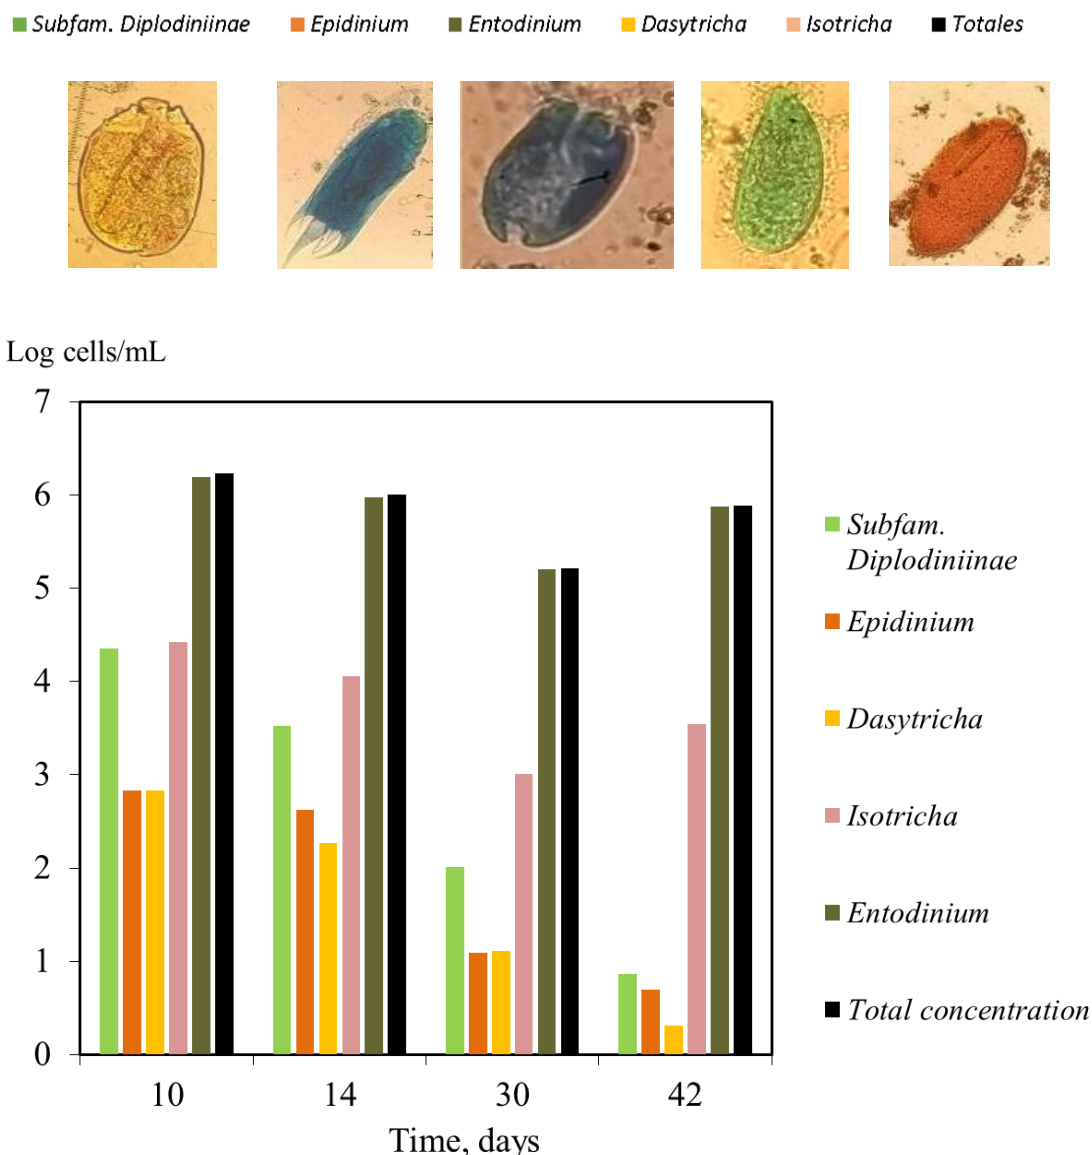 Subfam. Diplodiniinae Epidinium Entodinium Dasytricha Isotricha Totales
Log cells/mL
7
6
5
4
3
2
1
0
10 14 30 42
Time, days
Subfam.
Diplodiniinae
Epidinium
Dasytricha
Isotricha
Entodinium
Total concentration